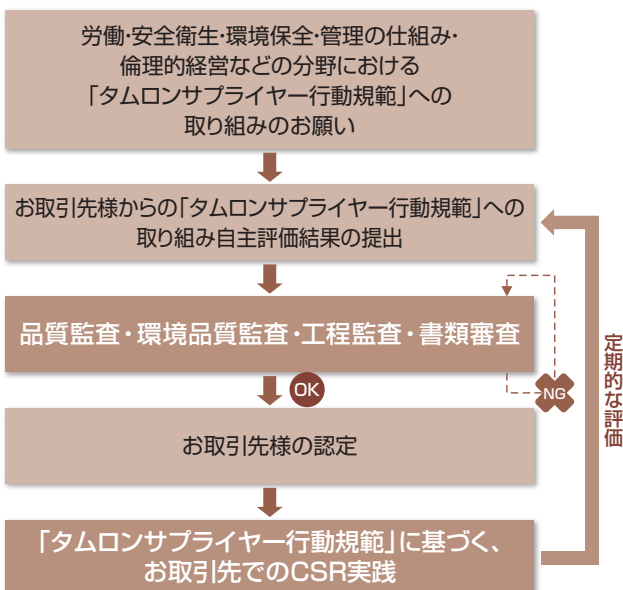 労働・安全衛生・環境保全・管理の仕組み・
倫理的経営などの分野における
「タムロンサプライヤー行動規範」への
取り組みのお願い
お取引先様からの「タムロンサプライヤー行動規範」への
取り組み自主評価結果の提出
品質監査・環境品質監査・工程監査・書類審査
OK
NG
お取引先様の認定
「タムロンサプライヤー行動規範」に基づく、
お取引先でのCSR実践
定期的な評価